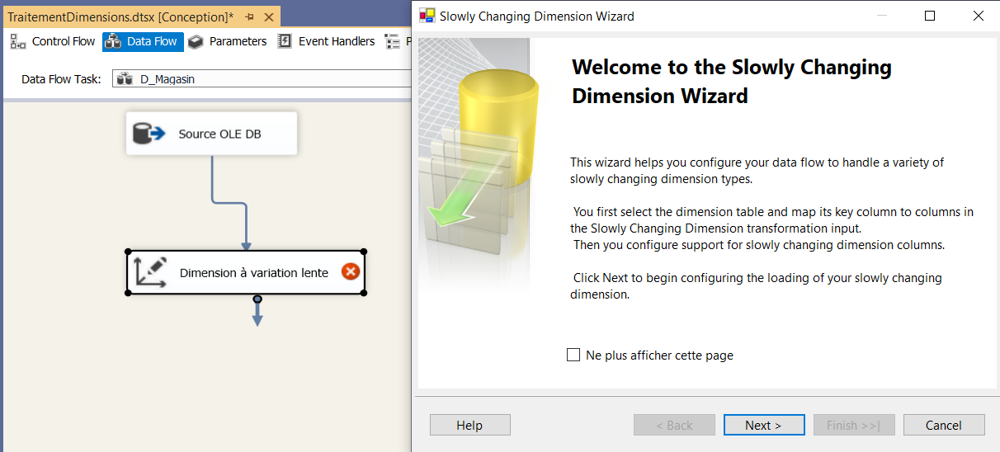 TraitementDimensions.dtsx [Conception]*
Control Flow
Data Flow
Parameters
Event Handlers
Data Flow Task:
D_Magasin
Source OLE DB
Dimension à variation lente
Slowly Changing Dimension Wizard
Welcome to the Slowly Changing
Dimension Wizard
This wizard helps you configure your data flow to handle a variety of
slowly changing dimension types.
You first select the dimension table and map its key column to columns in
the Slowly Changing Dimension transformation input.
Then you configure support for slowly changing dimension columns.
Click Next to begin configuring the loading of your slowly changing
dimension.
Ne plus afficher cette page
Help
< Back
Next >
Finish >>|
Cancel